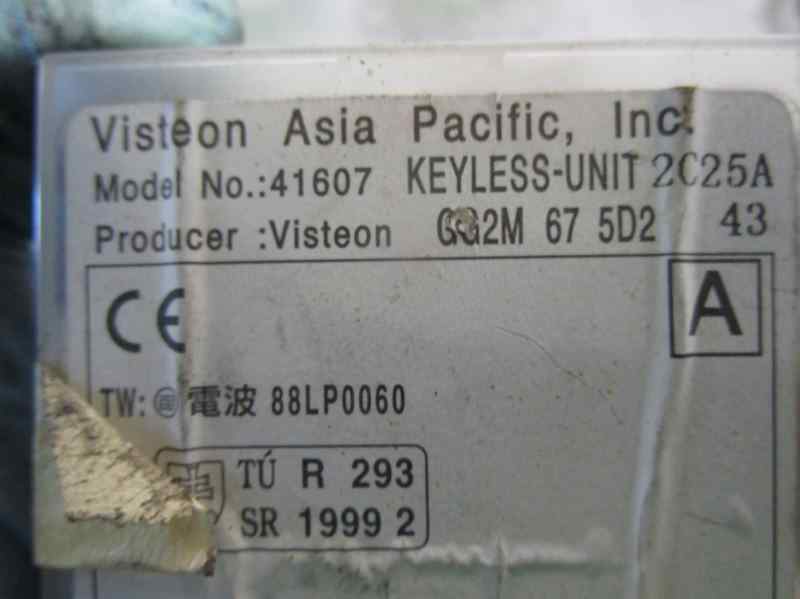 Visteon Asia Pacific, Inc.
Model No.:41607 KEYLESS-UNIT 2C25A
Producer :Visteon GG2M 67 5D2 43
CE
A
TW: 電波 88LP0060
TÚ R 293
SR 1999 2